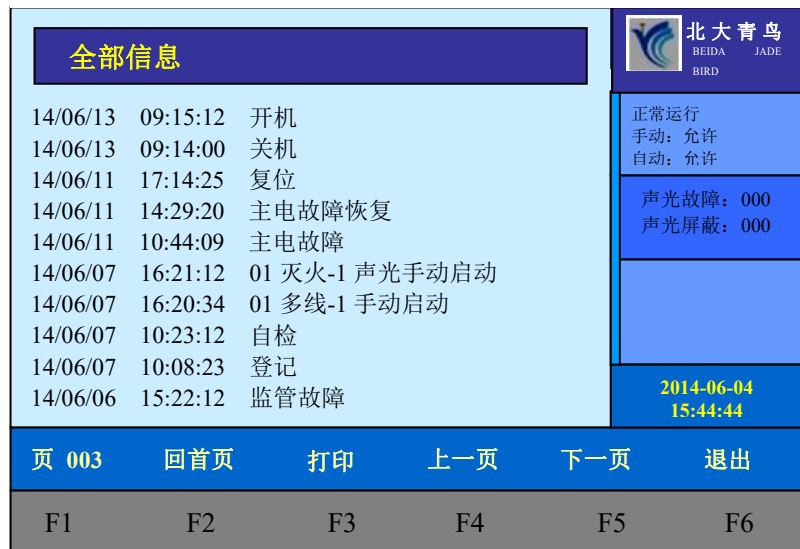 全部信息
北大青鸟
BEIDA JADE
BIRD
14/06/13 09:15:12 开机
14/06/13 09:14:00 关机
14/06/11 17:14:25 复位
14/06/11 14:29:20 主电故障恢复
14/06/11 10:44:09 主电故障
14/06/07 16:21:12 01 灭火-1 声光手动启动
14/06/07 16:20:34 01 多线-1 手动启动
14/06/07 10:23:12 自检
14/06/07 10:08:23 登记
14/06/06 15:22:12 监管故障
正常运行
手动：允许
自动：允许
声光故障：000
声光屏蔽：000
2014-06-04
15:44:44
页 003 回首页 打印 上一页 下一页 退出
F1 F2 F3 F4 F5 F6